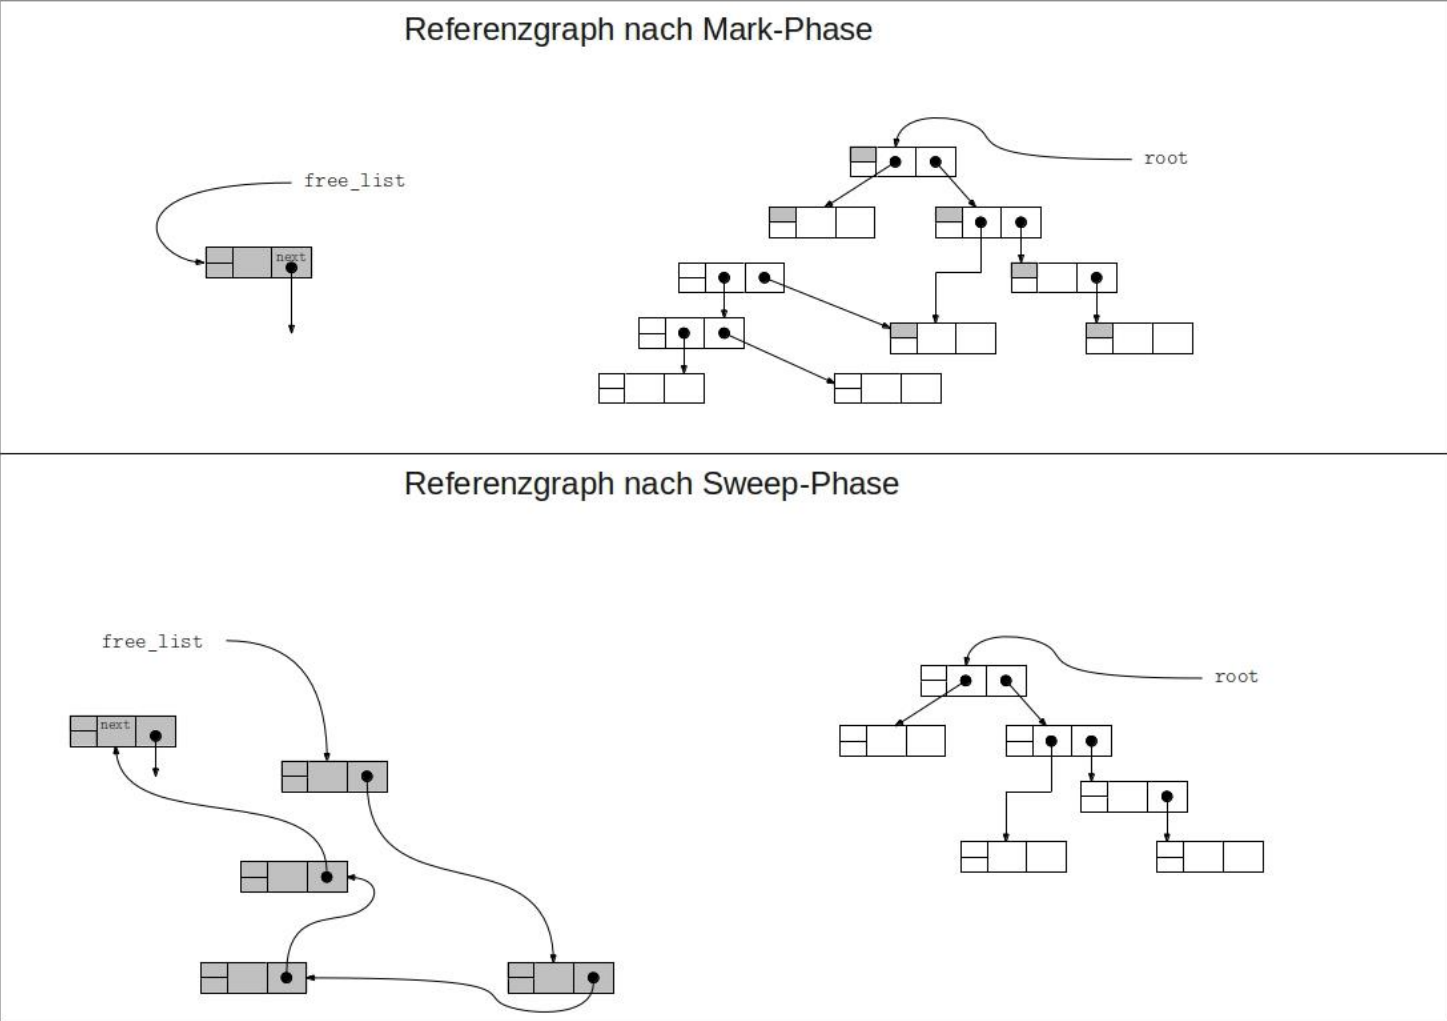 Referenzgraph nach Mark-Phase
root
free_list
next
Referenzgraph nach Sweep-Phase
free_list
root
next